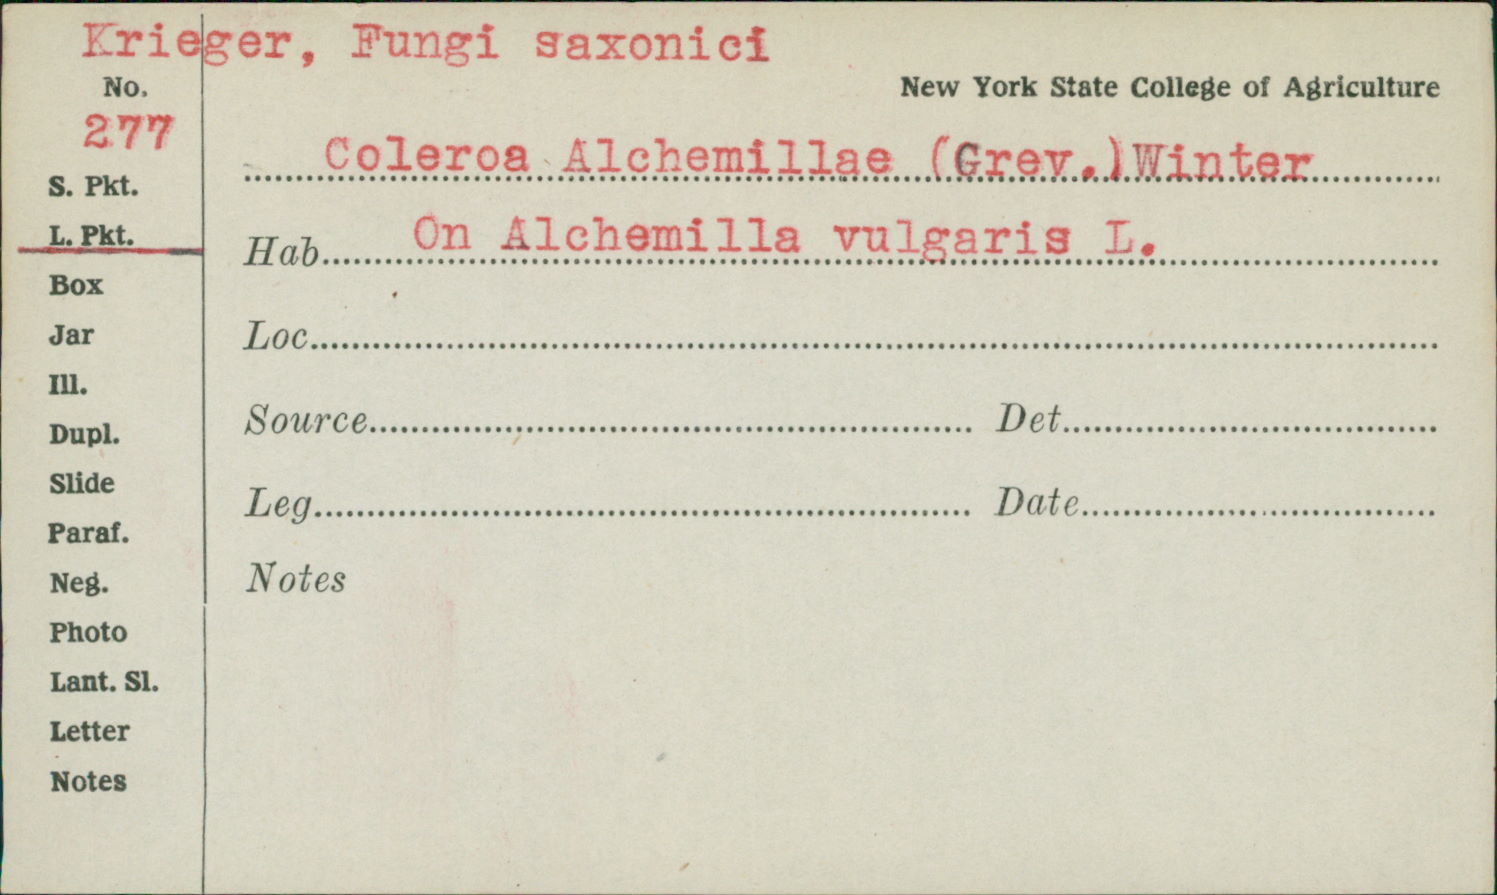 Krieger, Fungi saxonici
No.
New York State College of Agriculture
277
Coleroa Alchemillae (Grev.)Winter
S. Pkt.
L. Pkt.
Hab. On Alchemilla vulgaris L.
Box
Jar
Loc.
Ill.
Dupl.
Source Det.
Slide
Leg. Date
Paraf.
Neg.
Notes
Photo
Lant. Sl.
Letter
Notes